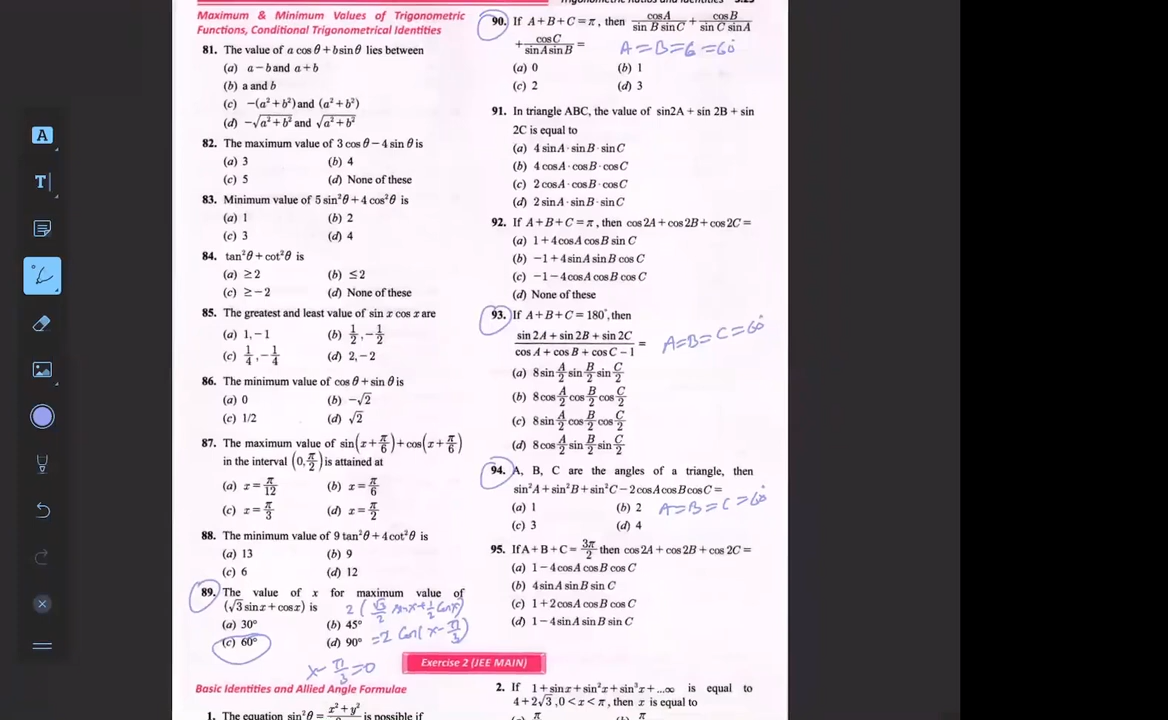 Maximum & Minimum Values of Trigonometric
Functions, Conditional Trigonometrical Identities
81. The value of a cos θ + b sin θ lies between
(a) a − b and a + b
(b) a and b
(c) −(a² + b²) and (a² + b²)
(d) −√a² + b² and √a² + b²
82. The maximum value of 3 cos θ − 4 sin θ is
(a) 3 (b) 4
(c) 5 (d) None of these
83. Minimum value of 5 sin²θ + 4 cos²θ is
(a) 1 (b) 2
(c) 3 (d) 4
84. tan²θ + cot²θ is
(a) ≥ 2 (b) ≤ 2
(c) ≥ −2 (d) None of these
85. The greatest and least value of sin x cos x are
(a) 1, −1 (b) 1/2, −1/2
(c) 1/4, −1/4 (d) 2, −2
86. The minimum value of cos θ + sin θ is
(a) 0 (b) −√2
(c) 1/2 (d) √2
87. The maximum value of sin(x + π/6) + cos(x + π/6)
in the interval (0, π/2) is attained at
(a) x = π/12 (b) x = π/6
(c) x = π/3 (d) x = π/2
88. The minimum value of 9 tan²θ + 4 cot²θ is
(a) 13 (b) 9
(c) 6 (d) 12
89. The value of x for maximum value of
(√3 sin x + cos x) is 2 ( √3/2 sin x + 1/2 cos x)
(a) 30° (b) 45°
(c) 60° (d) 90° = 2 cos( x − π/3 )
x − π/3 = 0
Exercise 2 (JEE MAIN)
Basic Identities and Allied Angle Formulae
1. The equation sin²θ = x² + y² is possible if
90. If A + B + C = π, then cos A/sin B sin C + cos B/sin C sin A
+ cos C/sin A sin B =
A = B = C = 60°
(a) 0 (b) 1
(c) 2 (d) 3
91. In triangle ABC, the value of sin2A + sin 2B + sin
2C is equal to
(a) 4 sin A · sin B · sin C
(b) 4 cos A · cos B · cos C
(c) 2 cos A · cos B · cos C
(d) 2 sin A · sin B · sin C
92. If A + B + C = π, then cos 2A + cos 2B + cos 2C =
(a) 1 + 4 cos A cos B sin C
(b) −1 + 4 sin A sin B cos C
(c) −1 − 4 cos A cos B cos C
(d) None of these
93. If A + B + C = 180°, then
sin 2A + sin 2B + sin 2C/cos A + cos B + cos C − 1 =
A = B = C = 60°
(a) 8 sin A/2 sin B/2 sin C/2
(b) 8 cos A/2 cos B/2 cos C/2
(c) 8 sin A/2 cos B/2 cos C/2
(d) 8 cos A/2 sin B/2 sin C/2
94. A, B, C are the angles of a triangle, then
sin²A + sin²B + sin²C − 2 cos A cos B cos C =
(a) 1 (b) 2 A = B = C = 60°
(c) 3 (d) 4
95. If A + B + C = 3π/2 then cos 2A + cos 2B + cos 2C =
(a) 1 − 4 cos A cos B cos C
(b) 4 sin A sin B sin C
(c) 1 + 2 cos A cos B cos C
(d) 1 − 4 sin A sin B sin C
2. If 1 + sin x + sin²x + sin³x + ...∞ is equal to
4 + 2√3, 0 < x < π, then x is equal to